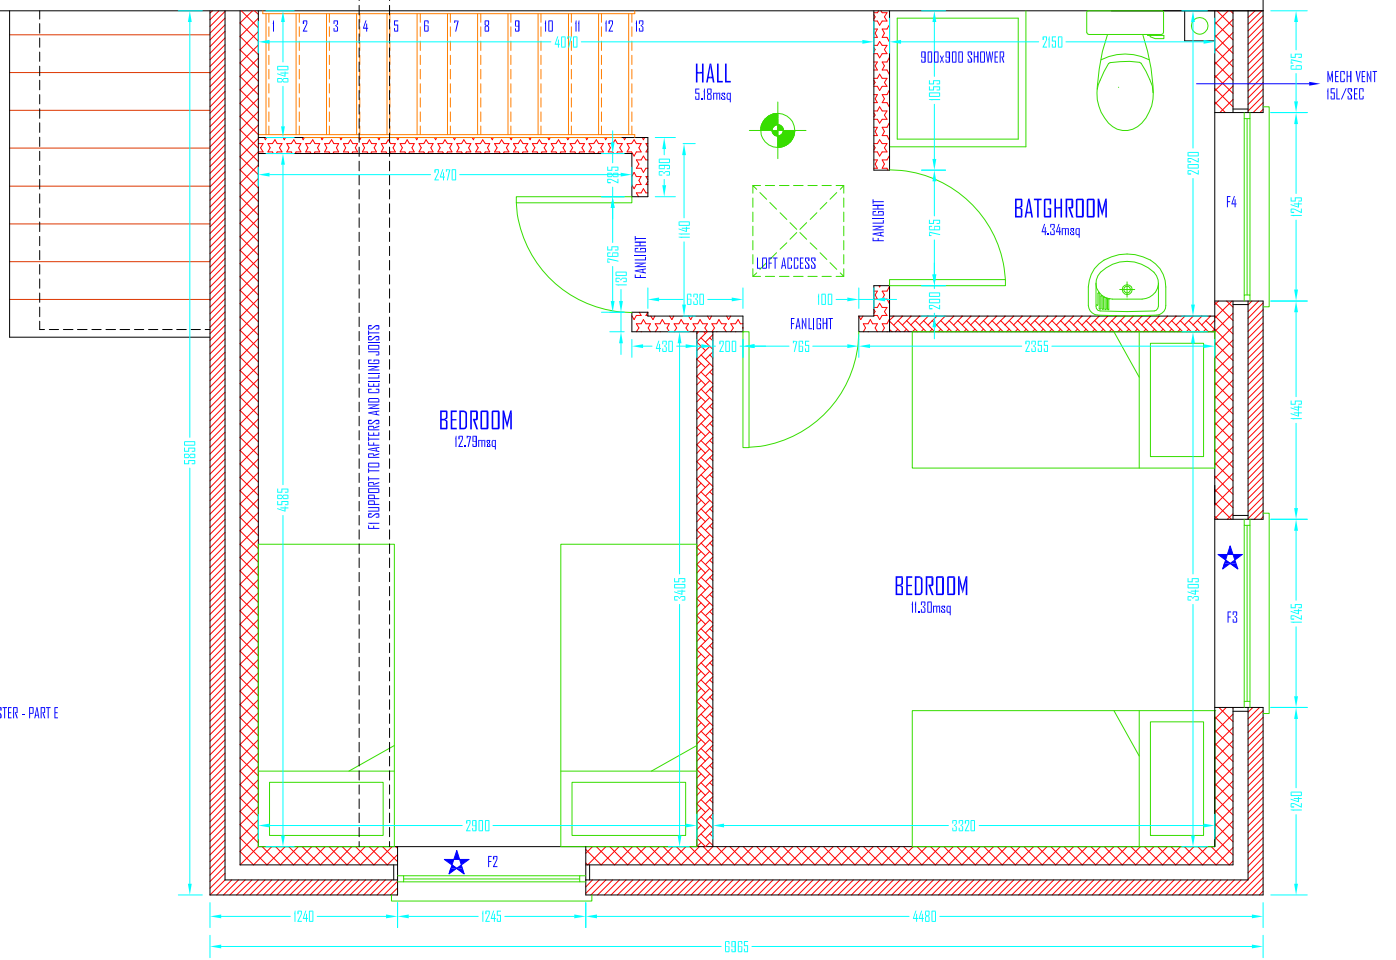 1 2 3 4 5 6 7 8 9 10 11 12 13
4070
840
HALL
5.18msq
900x900 SHOWER
2150
1055
675
MECH VENT
15L/SEC
2470
285
390
1140
765
130
FANLIGHT
630
LOFT ACCESS
100
FANLIGHT
FANLIGHT
765
200
BATGHROOM
4.34msq
2020
F4
1245
430
200
765
2355
5850
4585
F1 SUPPORT TO RAFTERS AND CEILING JOISTS
BEDROOM
12.79msq
3405
BEDROOM
11.30msq
3405
1445
F3
1245
STER - PART E
2900
3320
1240
F2
1240
1245
4480
6965